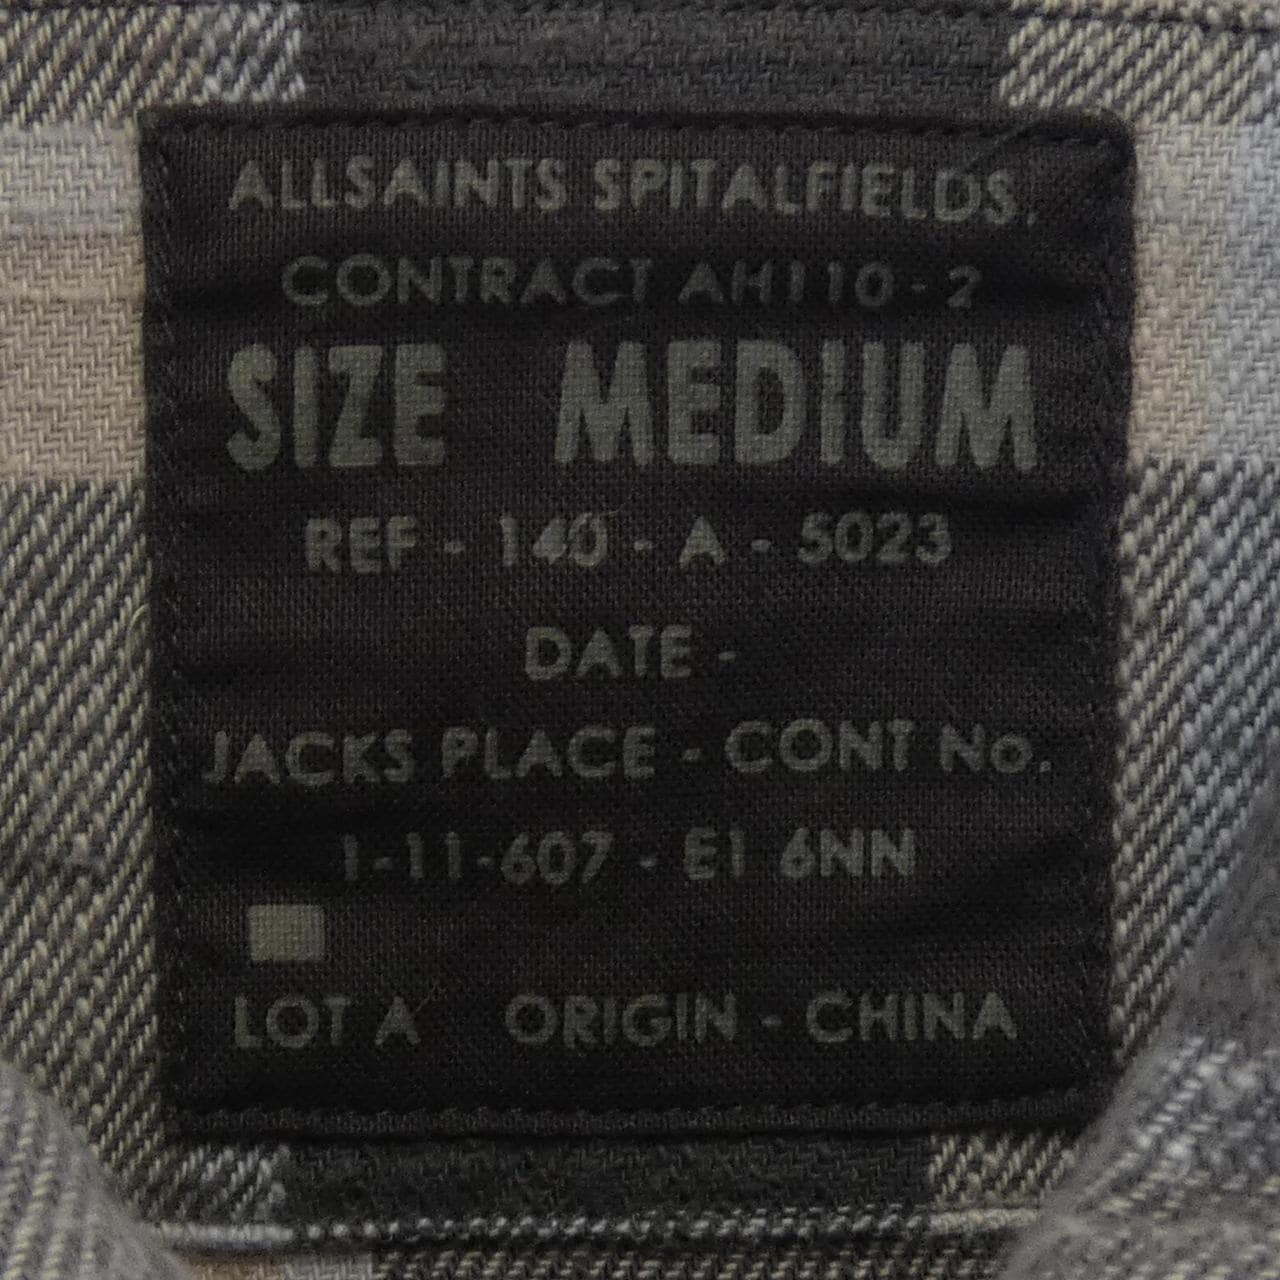 ALLSAINTS SPITALFIELDS.
CONTRACT AH110-2
SIZE MEDIUM
REF - 140 - A - 5023
DATE -
JACKS PLACE - CONT No.
1-11-607 - E1 6NN
LOT A ORIGIN - CHINA